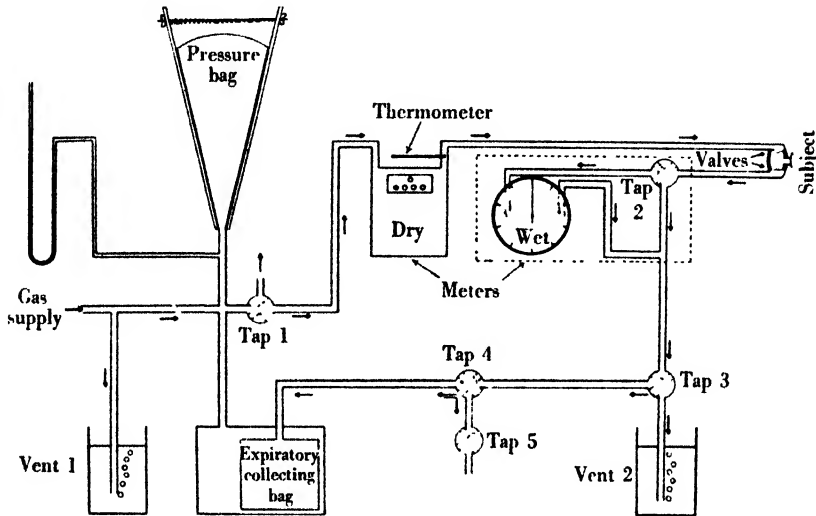 Pressure
bag
Thermometer
Valves
Subject
Tap
2
Dry
Wet
Meters
Gas
supply
Tap 1
Tap 4
Tap 3
Tap 5
Vent 1
Expiratory
collecting
bag
Vent 2